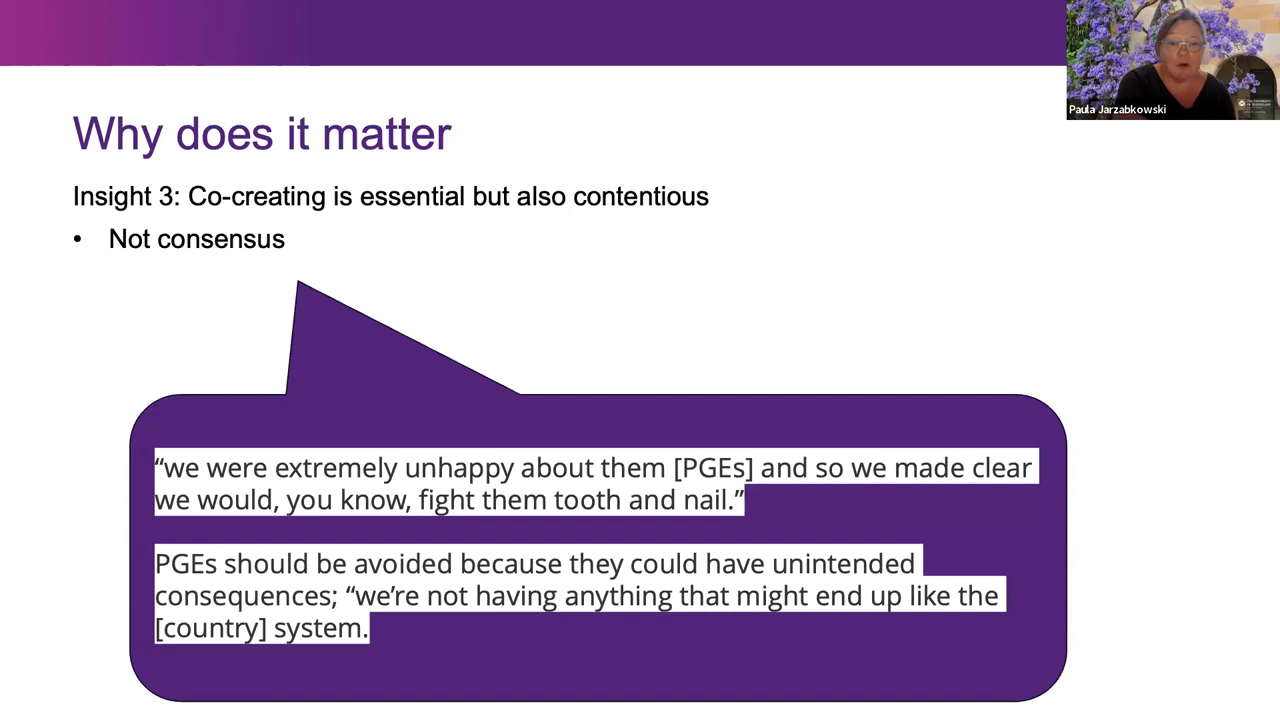 Paula Jarzabkowski
Why does it matter
Insight 3: Co-creating is essential but also contentious
• Not consensus
“we were extremely unhappy about them [PGEs] and so we made clear
we would, you know, fight them tooth and nail.”
PGEs should be avoided because they could have unintended
consequences; “we’re not having anything that might end up like the
[country] system.